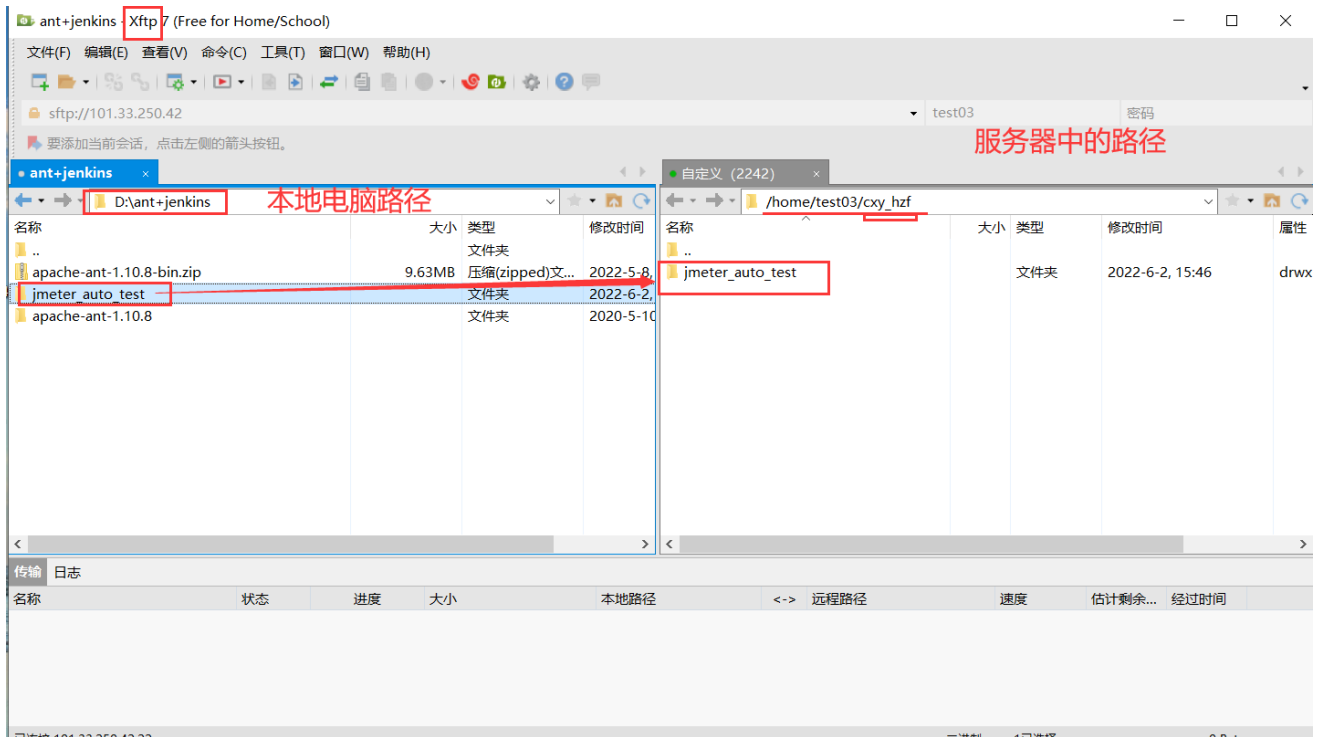 ant+jenkins - Xftp 7 (Free for Home/School)
文件(F) 编辑(E) 查看(V) 命令(C) 工具(T) 窗口(W) 帮助(H)
sftp://101.33.250.42 test03 密码
要添加当前会话，点击左侧的箭头按钮。
服务器中的路径
ant+jenkins × 自定义 (2242) ×
D:\ant+jenkins 本地电脑路径 /home/test03/cxy_hzf
名称 大小 类型 修改时间 名称 大小 类型 修改时间 属性
.. 文件夹 ..
apache-ant-1.10.8-bin.zip 9.63MB 压缩(zipped)文... 2022-5-8, jmeter_auto_test 文件夹 2022-6-2, 15:46 drwx
jmeter_auto_test 文件夹 2022-6-2,
apache-ant-1.10.8 文件夹 2020-5-10
传输 日志
名称 状态 进度 大小 本地路径 <-> 远程路径 速度 估计剩余... 经过时间